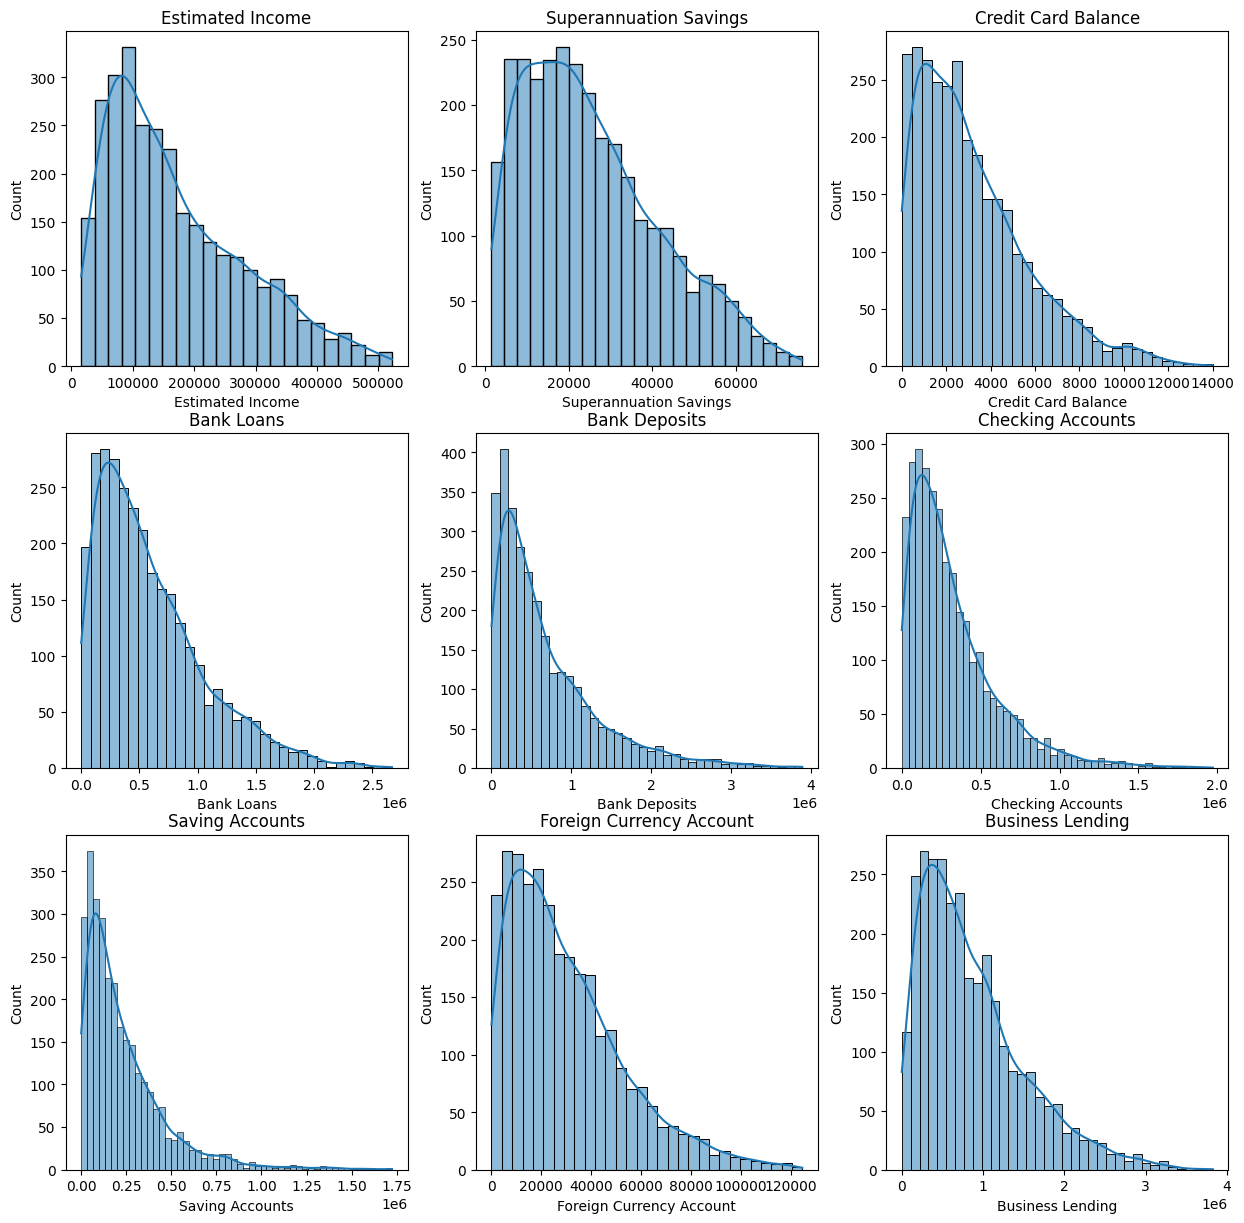 Estimated Income
Count
300
250
200
150
100
50
0
0 100000 200000 300000 400000 500000
Estimated Income
Superannuation Savings
Count
250
200
150
100
50
0
0 20000 40000 60000
Superannuation Savings
Credit Card Balance
Count
250
200
150
100
50
0
0 2000 4000 6000 8000 10000 12000 14000
Credit Card Balance
Bank Loans
Count
250
200
150
100
50
0
0.0 0.5 1.0 1.5 2.0 2.5
1e6
Bank Loans
Bank Deposits
Count
400
350
300
250
200
150
100
50
0
0 1 2 3 4
1e6
Bank Deposits
Checking Accounts
Count
300
250
200
150
100
50
0
0.0 0.5 1.0 1.5 2.0
1e6
Checking Accounts
Saving Accounts
Count
350
300
250
200
150
100
50
0
0.00 0.25 0.50 0.75 1.00 1.25 1.50 1.75
1e6
Saving Accounts
Foreign Currency Account
Count
250
200
150
100
50
0
0 20000 40000 60000 80000 100000 120000
Foreign Currency Account
Business Lending
Count
250
200
150
100
50
0
0 1 2 3 4
1e6
Business Lending